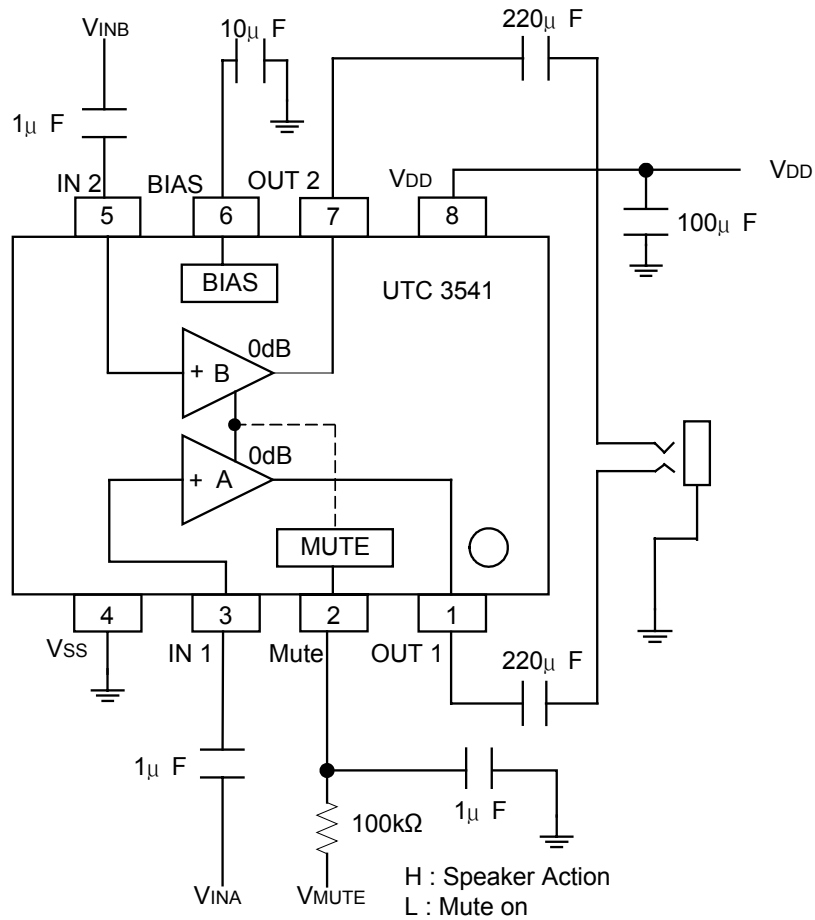 VINB
10μ F
220μ F
1μ F
IN 2
BIAS
OUT 2
VDD
VDD
5
6
7
8
100μ F
BIAS
UTC 3541
0dB
+ B
0dB
+ A
MUTE
4
3
2
1
VSS
IN 1
Mute
OUT 1
220μ F
1μ F
1μ F
100kΩ
VINA
VMUTE
H : Speaker Action
L : Mute on